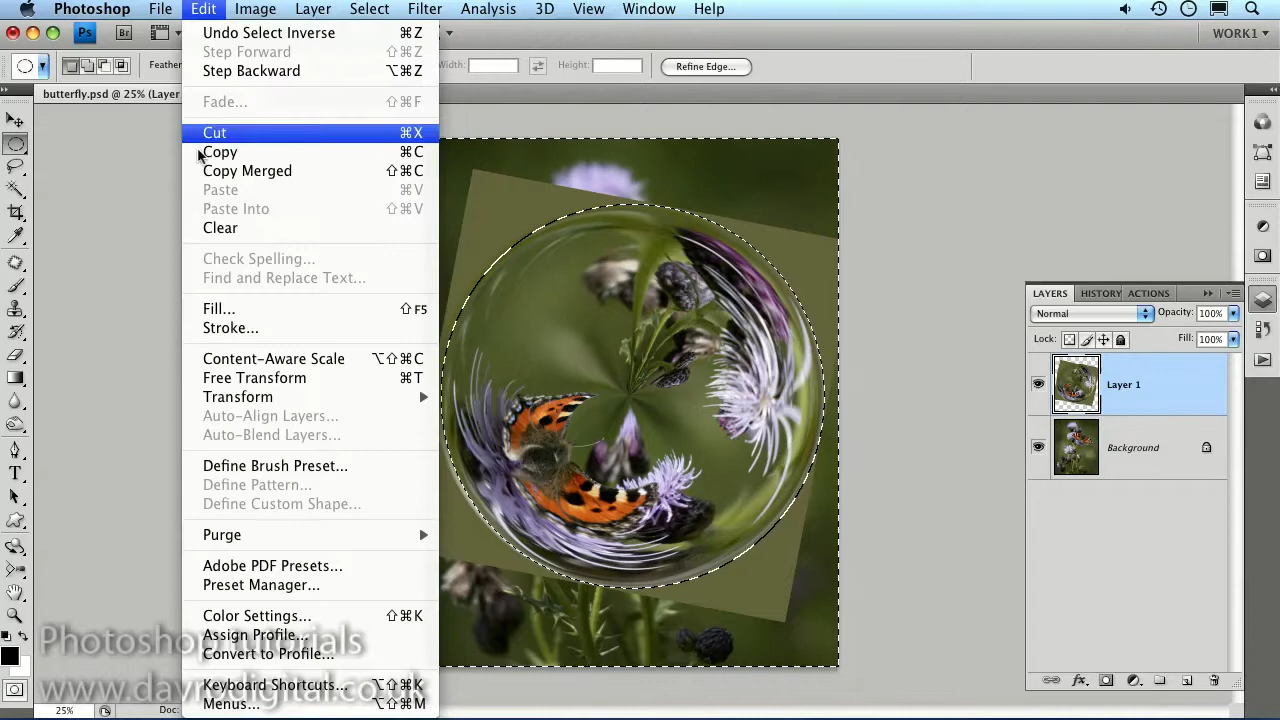 Photoshop File Edit Image Layer Select Filter Analysis 3D View Window Help
Ps Br WORK1
Feather Width: Height: Refine Edge...
butterfly.psd @ 25% (Layer
Undo Select Inverse ⌘Z
Step Forward ⇧⌘Z
Step Backward ⌥⌘Z
Fade... ⇧⌘F
Cut ⌘X
Copy ⌘C
Copy Merged ⇧⌘C
Paste ⌘V
Paste Into ⇧⌘V
Clear
Check Spelling...
Find and Replace Text...
Fill... ⇧F5
Stroke...
Content-Aware Scale ⌥⇧⌘C
Free Transform ⌘T
Transform
Auto-Align Layers...
Auto-Blend Layers...
Define Brush Preset...
Define Pattern...
Define Custom Shape...
Purge
Adobe PDF Presets...
Preset Manager...
Color Settings... ⇧⌘K
Assign Profile...
Convert to Profile...
Keyboard Shortcuts... ⌥⇧⌘K
Menus... ⌥⇧⌘M
LAYERS HISTORY ACTIONS
Normal Opacity: 100%
Lock: Fill: 100%
Layer 1
Background
Photoshop tutorials
25% Doc: